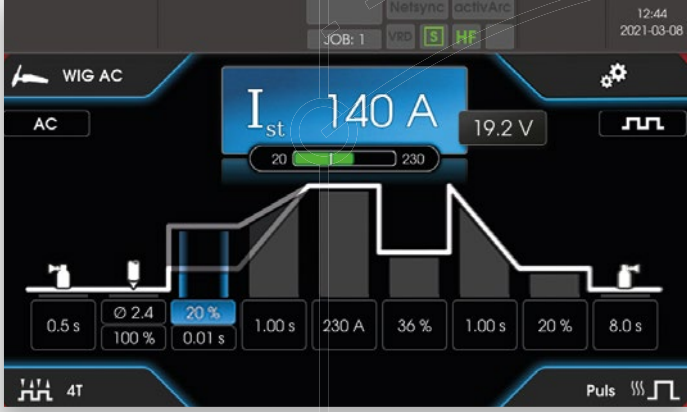 Netsync activArc
JOB: 1 VRD S HF
12:44
2021-03-08
WIG AC
AC
Ist 140 A
19.2 V
20 230
0.5 s
Ø 2.4
100 %
20 %
0.01 s
1.00 s
230 A
36 %
1.00 s
20 %
8.0 s
4T
Puls